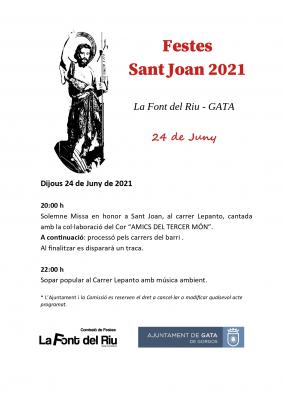 Festes
Sant Joan 2021
La Font del Riu - GATA
24 de Juny
Dijous 24 de Juny de 2021
20:00 h
Solemne Missa en honor a Sant Joan, al carrer Lepanto, cantada
amb la col·laboració del Cor “AMICS DEL TERCER MÓN”.
A continuació: processó pels carrers del barri .
Al finalitzar es dispararà un traca.
22:00 h
Sopar popular al Carrer Lepanto amb música ambient.
* L'Ajuntament i la Comissió es reserven el dret a cancel·lar o modificar qualsevol acte
programat.
Comissió de Festes
La Font del Riu
AJUNTAMENT DE GATA
DE GORGOS